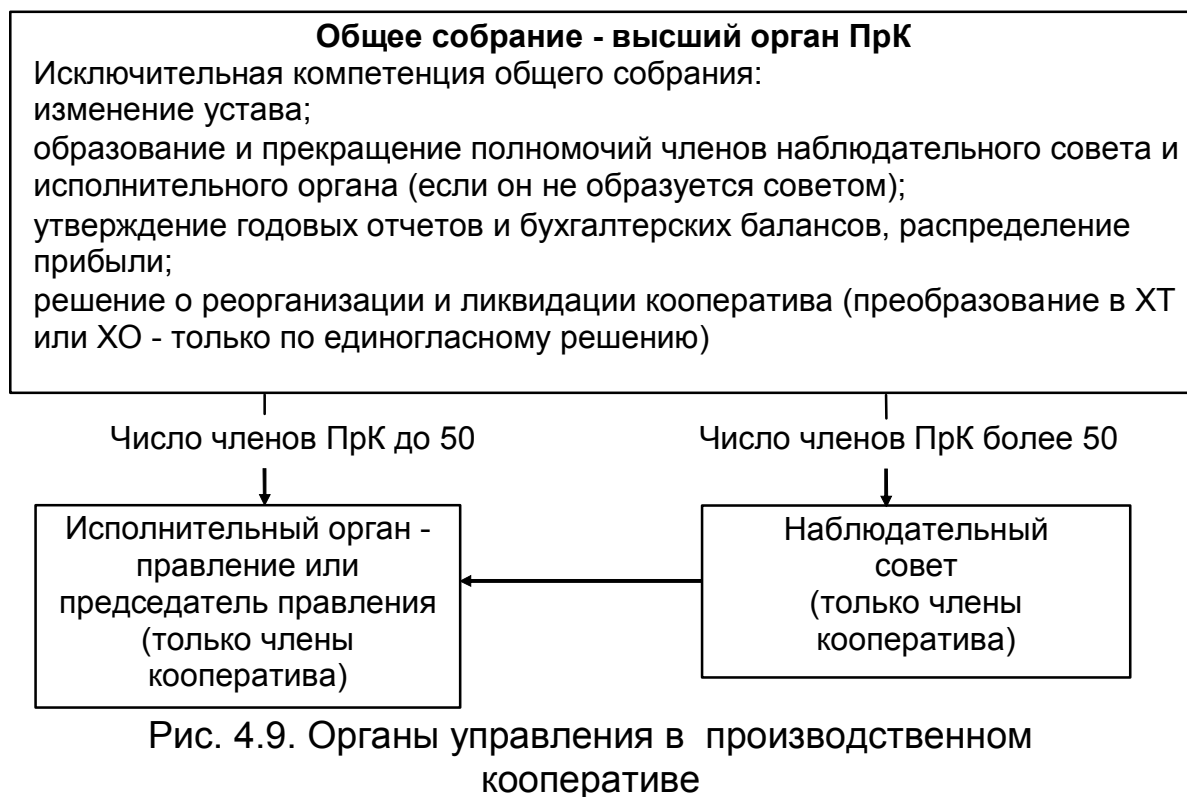 Общее собрание - высший орган ПрК
Исключительная компетенция общего собрания:
изменение устава;
образование и прекращение полномочий членов наблюдательного совета и
исполнительного органа (если он не образуется советом);
утверждение годовых отчетов и бухгалтерских балансов, распределение
прибыли;
решение о реорганизации и ликвидации кооператива (преобразование в ХТ
или ХО - только по единогласному решению)
Число членов ПрК до 50
Число членов ПрК более 50
Исполнительный орган -
правление или
председатель правления
(только члены
кооператива)
Наблюдательный
совет
(только члены
кооператива)
Рис. 4.9. Органы управления в производственном
кооперативе